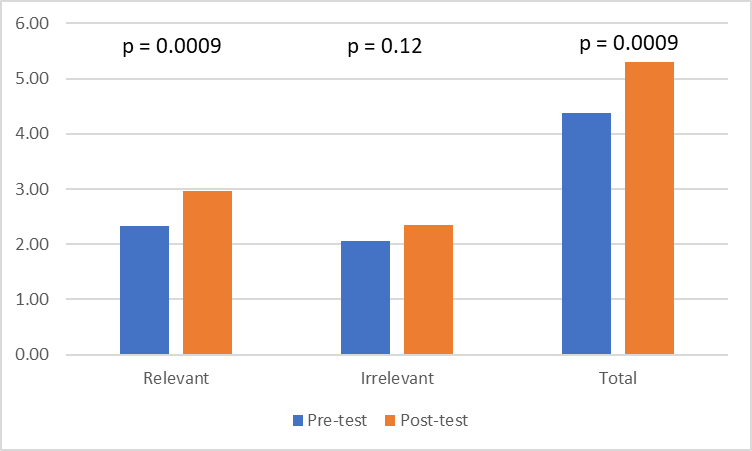 6.00
p = 0.0009 p = 0.12 p = 0.0009
5.00
4.00
3.00
2.00
1.00
0.00
Relevant Irrelevant Total
Pre-test Post-test